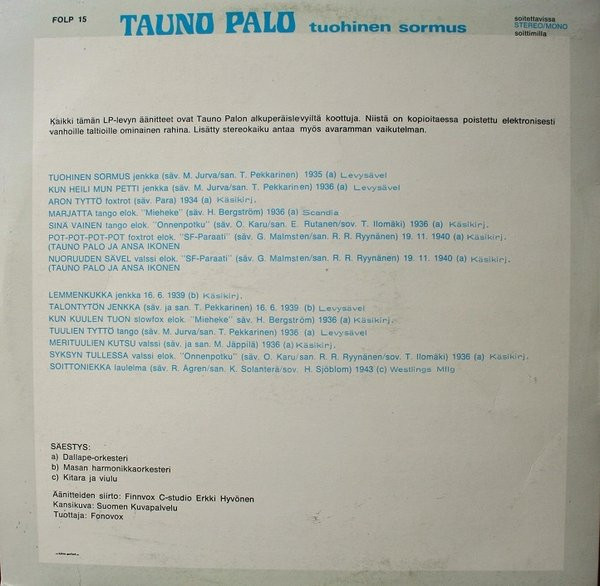 FOLP 15
TAUNO PALO tuohinen sormus
soitettavissa
STEREO/MONO
soittimilla
Kaikki tämän LP-levyn äänitteet ovat Tauno Palon alkuperäislevyiltä koottuja. Niistä on kopioitaessa poistettu elektronisesti
vanhoille taltioille ominainen rahina. Lisätty stereokaiku antaa myös avaramman vaikutelman.
TUOHINEN SORMUS jenkka (säv. M. Jurva/san. T. Pekkarinen) 1935 (a) Levysävel
KUN HEILI MUN PETTI jenkka (säv. M. Jurva/san. T. Pekkarinen) 1936 (a) Levysävel
ARON TYTTÖ foxtrot (säv. Para) 1934 (a) Käsikirj.
MARJATTA tango elok. "Mieheke" (säv. H. Bergström) 1936 (a) Scandia
SINÄ VAINEN tango elok. "Onnenpotku" (säv. O. Karu/san. E. Rutanen/sov. T. Ilomäki) 1936 (a) Käsikirj.
POT-POT-POT-POT foxtrot elok. "SF-Paraati" (säv. G. Malmsten/san. R. R. Ryynänen) 19. 11. 1940 (a) Käsikirj.
(TAUNO PALO JA ANSA IKONEN
NUORUUDEN SÄVEL valssi elok. "SF-Paraati" (säv. G. Malmsten/san. R. R. Ryynänen) 19. 11. 1940 (a) Käsikirj.
(TAUNO PALO JA ANSA IKONEN
LEMMENKUKKA jenkka 16. 6. 1939 (b) Käsikirj.
TALONTYTÖN JENKKA (säv. ja san. T. Pekkarinen) 16. 6. 1939 (b) Levysävel
KUN KUULEN TUON slowfox elok. "Mieheke" säv. H. Bergström) 1936 (a) Käsikirj.
TUULIEN TYTTÖ tango (säv. M. Jurva/san. T. Pekkarinen) 1936 (a) Levysävel
MERITUULIEN KUTSU valssi (säv. ja san. M. Jäppilä) 1936 (a) Käsikirj.
SYKSYN TULLESSA valssi elok. "Onnenpotku" (säv. O. Karu/san. R. R. Ryynänen/sov. T. Ilomäki) 1936 (a) Käsikirj.
SOITTONIEKKA laulelma (säv. R. Ågren/san. K. Solanterä/sov. H. Sjöblom) 1943 (c) Westlings Mflg
SÄESTYS:
a) Dallape-orkesteri
b) Masan harmonikkaorkesteri
c) Kitara ja viulu
Äänitteiden siirto: Finnvox C-studio Erkki Hyvönen
Kansikuva: Suomen Kuvapalvelu
Tuottaja: Fonovox